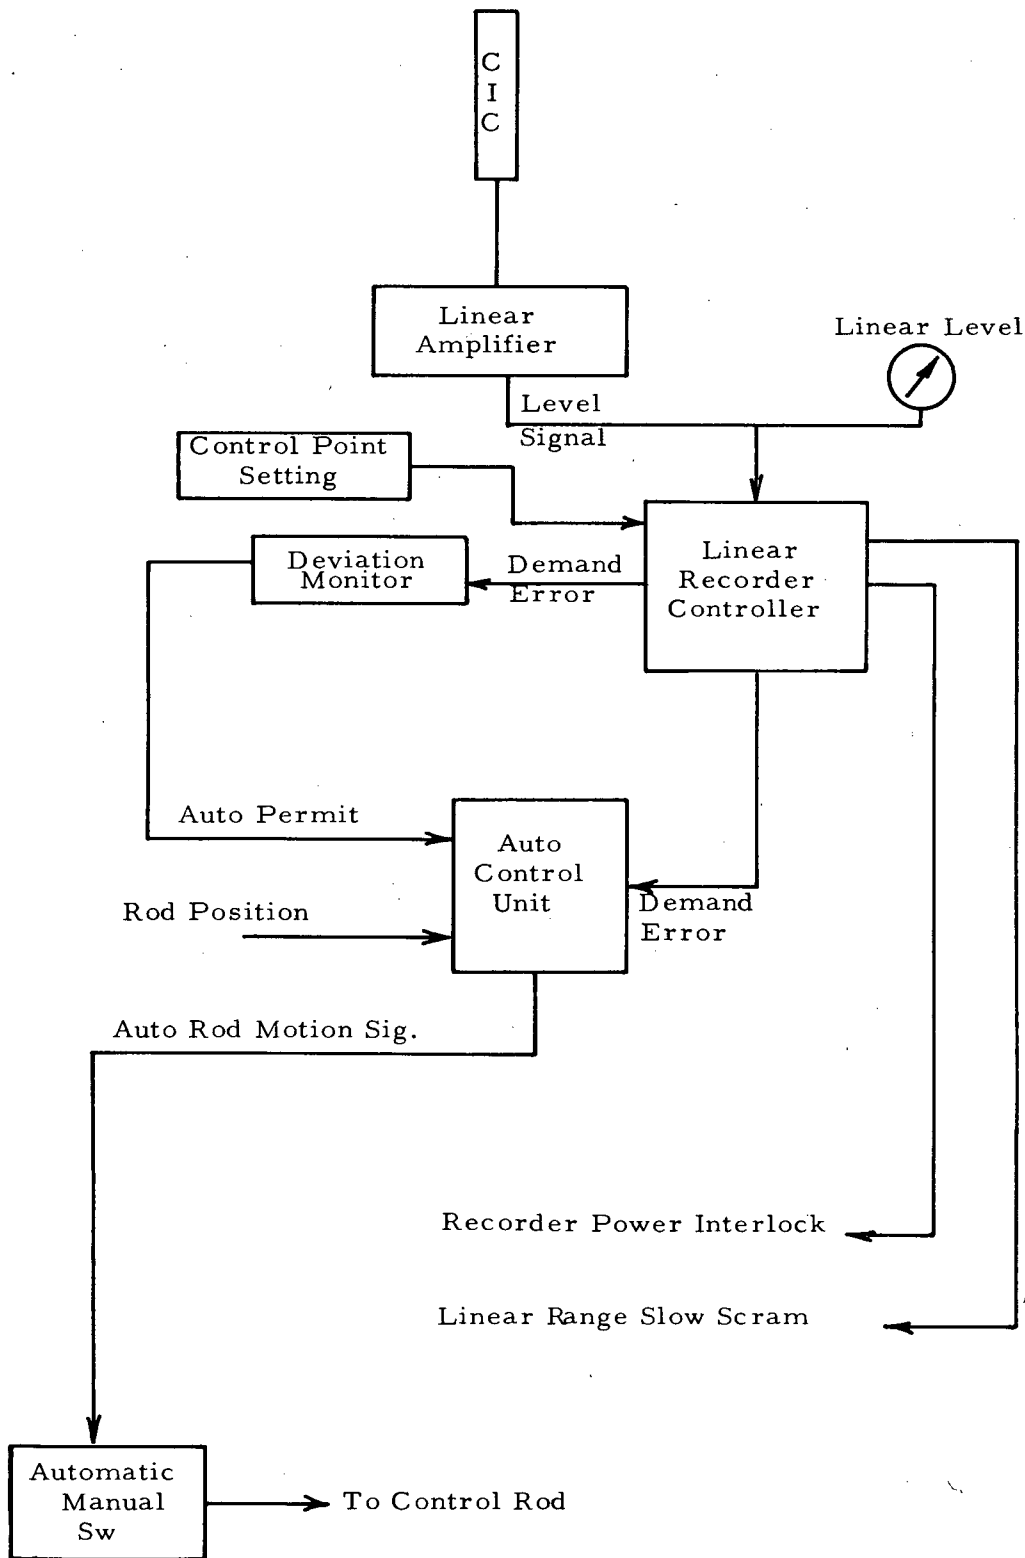 C
I
C
Linear
Amplifier
Linear Level
Level
Signal
Control Point
Setting
Deviation
Monitor
Demand
Error
Linear
Recorder
Controller
Auto Permit
Auto
Control
Unit
Rod Position
Demand
Error
Auto Rod Motion Sig.
Recorder Power Interlock
Linear Range Slow Scram
Automatic
Manual
Sw
To Control Rod